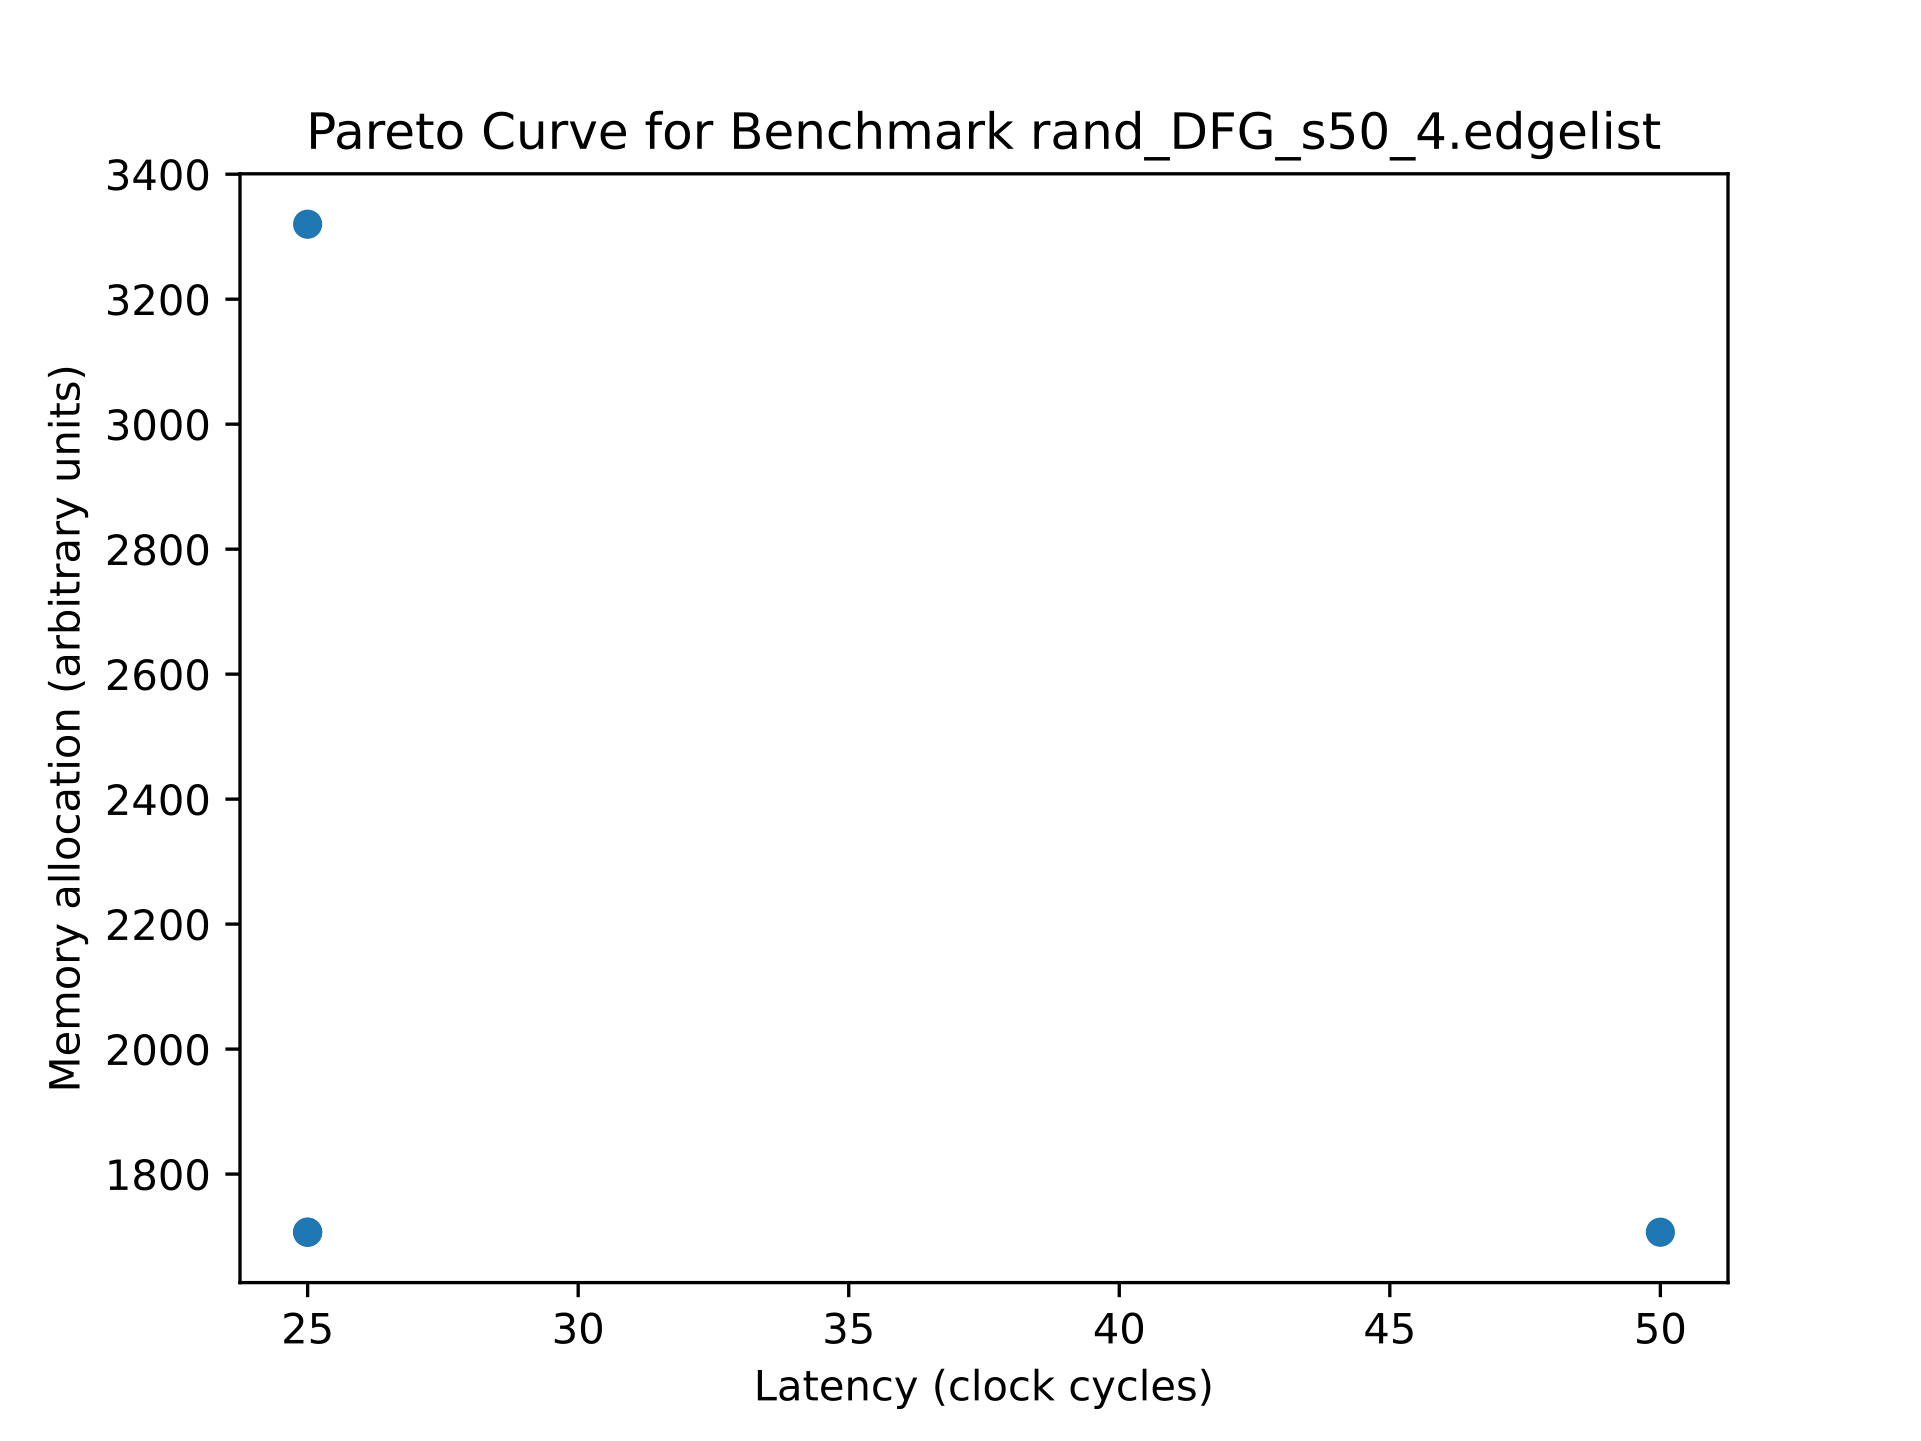 Pareto Curve for Benchmark rand_DFG_s50_4.edgelist
3400
3200
3000
2800
2600
2400
2200
2000
1800
Memory allocation (arbitrary units)
25 30 35 40 45 50
Latency (clock cycles)